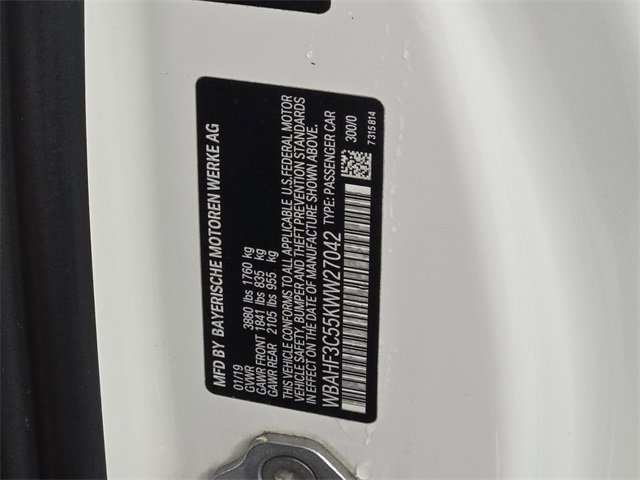 MFD BY BAYERISCHE MOTOREN WERKE AG
01/19
GVWR 3880 lbs 1760 kg
GAWR FRONT 1841 lbs 835 kg
GAWR REAR 2105 lbs 955 kg
THIS VEHICLE CONFORMS TO ALL APPLICABLE U.S.FEDERAL MOTOR
VEHICLE SAFETY, BUMPER AND THEFT PREVENTION STANDARDS
IN EFFECT ON THE DATE OF MANUFACTURE SHOWN ABOVE.
WBAHF3C55KWW27042 TYPE: PASSENGER CAR
300/0
7315814